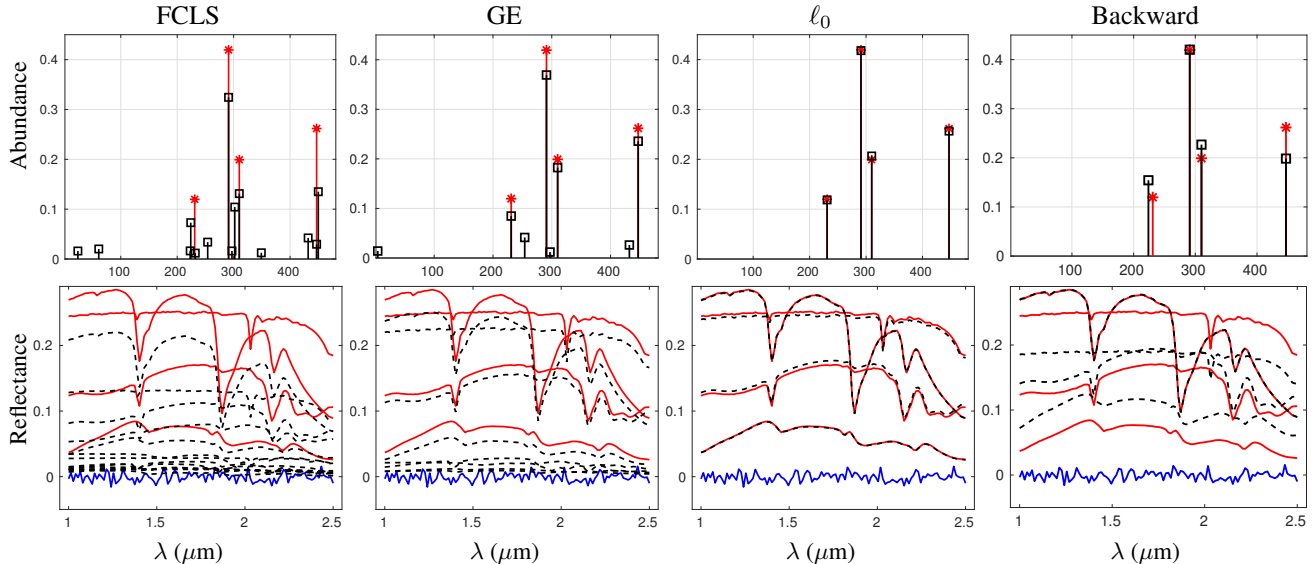 FCLS GE ℓ₀ Backward
Abundance
0.4 0.4 0.4 0.4
0.3 0.3 0.3 0.3
0.2 0.2 0.2 0.2
0.1 0.1 0.1 0.1
0 0 0 0
100 200 300 400 100 200 300 400 100 200 300 400 100 200 300 400
Reflectance
0.2 0.2 0.2 0.2
0.1 0.1 0.1 0.1
0 0 0 0
1 1.5 2 2.5 1 1.5 2 2.5 1 1.5 2 2.5 1 1.5 2 2.5
λ (μm) λ (μm) λ (μm) λ (μm)